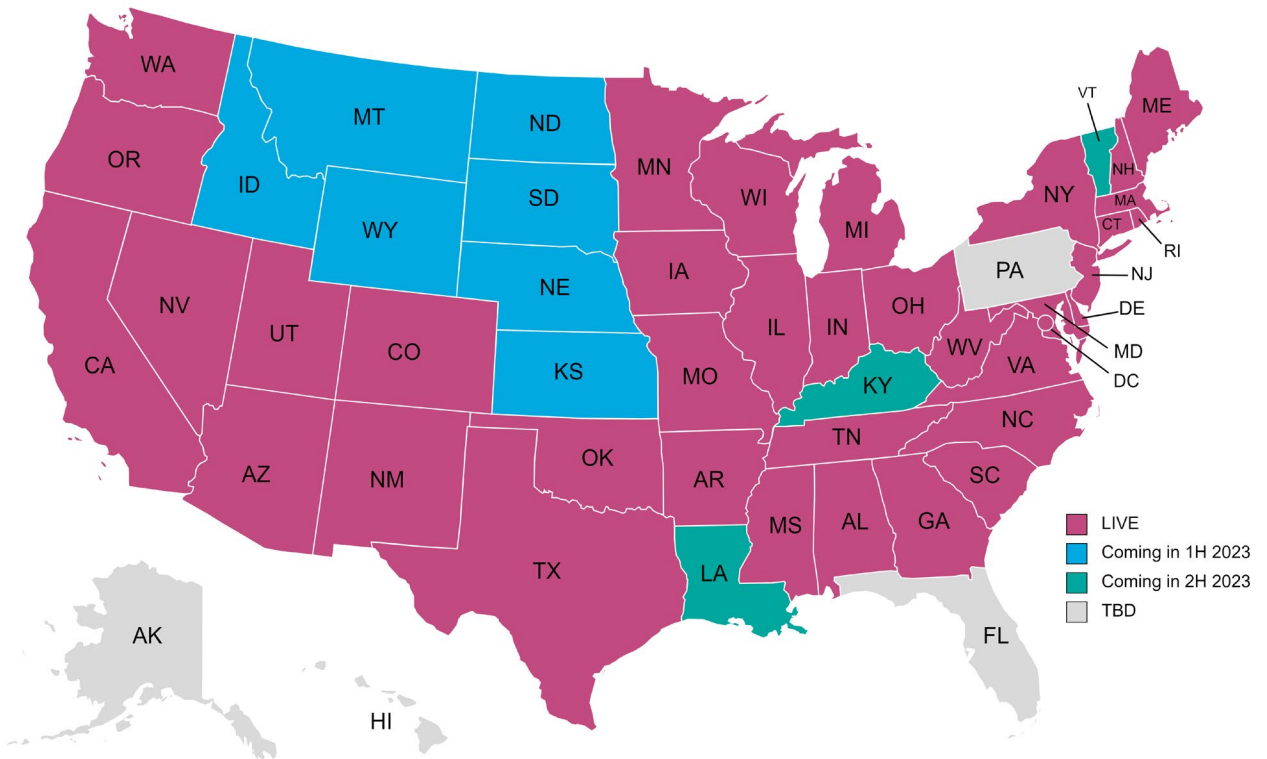 WA
MT
ND
MN
VT
ME
OR
ID
SD
WI
NY
NH
MA
WY
MI
CT
RI
NV
UT
NE
IA
PA
NJ
CA
CO
KS
MO
IL
IN
OH
WV
VA
DE
MD
DC
KY
AZ
NM
OK
AR
TN
NC
SC
TX
LA
MS
AL
GA
LIVE
Coming in 1H 2023
Coming in 2H 2023
TBD
AK
HI
FL